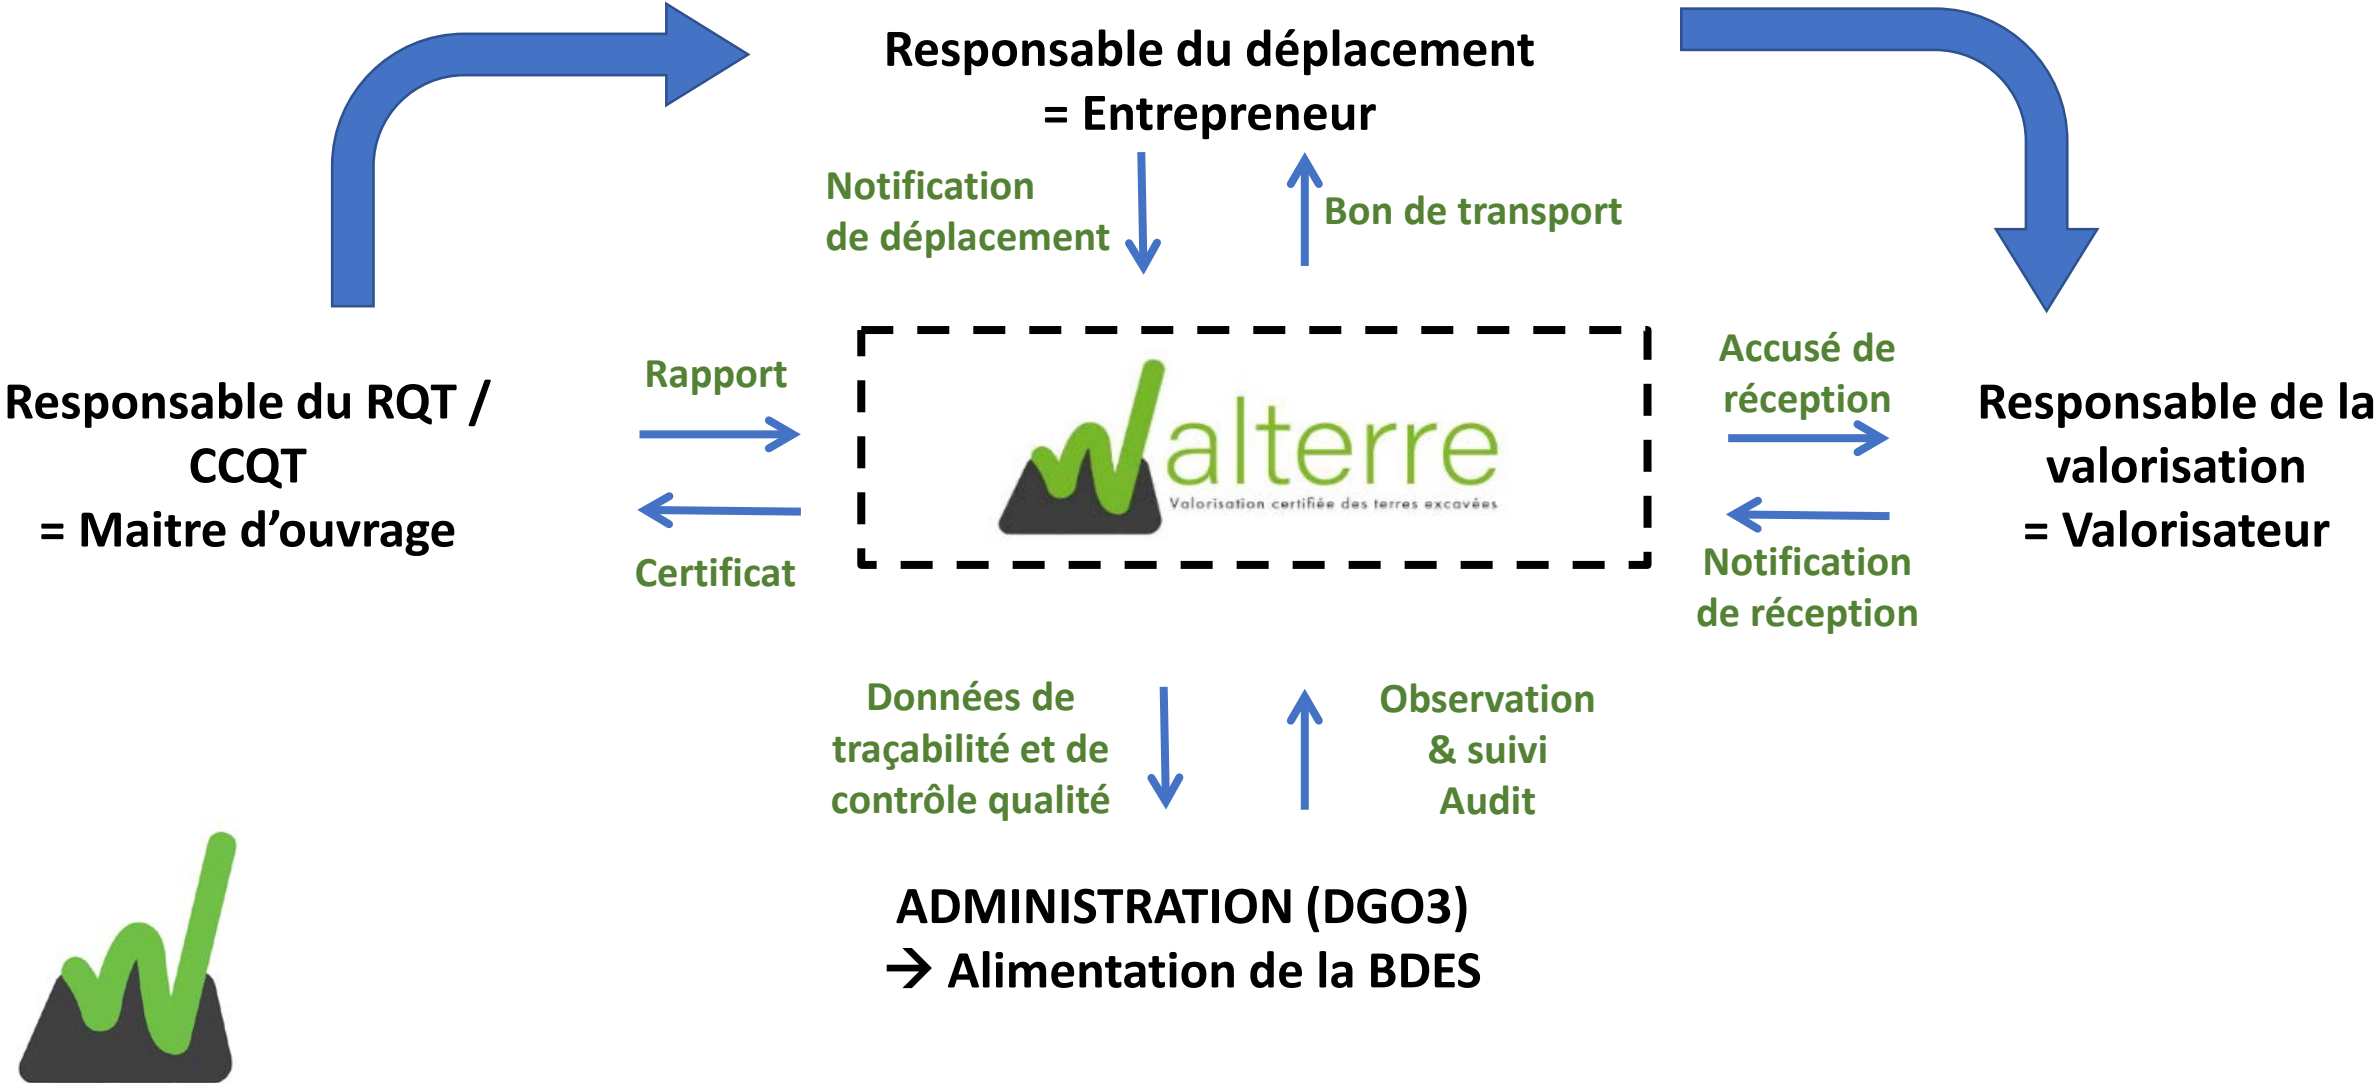 Responsable du déplacement
= Entrepreneur
Notification
de déplacement
Bon de transport
Responsable du RQT /
CCQT
= Maitre d’ouvrage
Rapport
Certificat
Walterre
Valorisation certifiée des terres excavées
Accusé de
réception
Notification
de réception
Responsable de la
valorisation
= Valorisateur
Données de
traçabilité et de
contrôle qualité
Observation
& suivi
Audit
ADMINISTRATION (DGO3)
→ Alimentation de la BDES